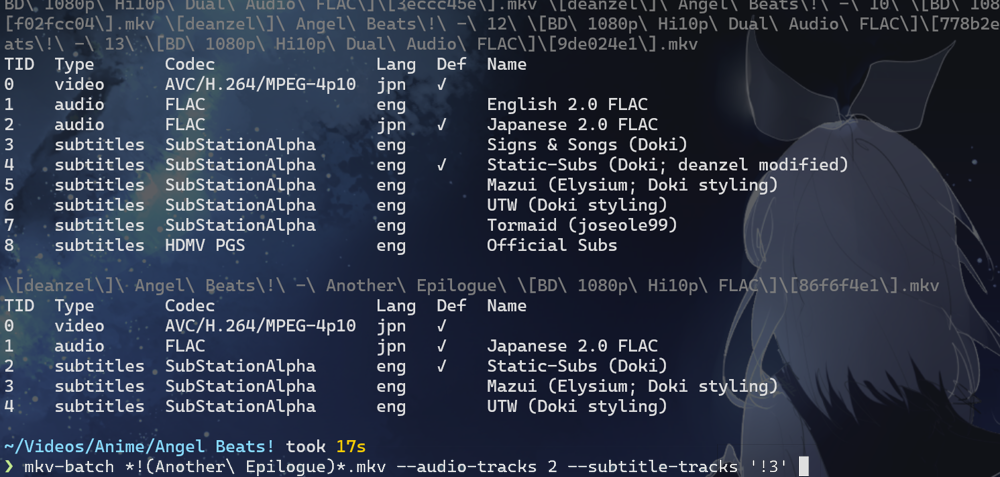 BD\ 1080p\ Hi10p\ Dual\ Audio\ FLAC\]\[3eccc45e\].mkv \[deanzel\]\ Angel\ Beats\!\ -\ 10\ \[BD\ 108
[f02fcc04\].mkv \[deanzel\]\ Angel\ Beats\!\ -\ 12\ \[BD\ 1080p\ Hi10p\ Dual\ Audio\ FLAC\]\[778b2e
ats\!\ -\ 13\ \[BD\ 1080p\ Hi10p\ Dual\ Audio\ FLAC\]\[9de024e1\].mkv
TID Type Codec Lang Def Name
0 video AVC/H.264/MPEG-4p10 jpn ✓
1 audio FLAC eng English 2.0 FLAC
2 audio FLAC jpn ✓ Japanese 2.0 FLAC
3 subtitles SubStationAlpha eng Signs & Songs (Doki)
4 subtitles SubStationAlpha eng ✓ Static-Subs (Doki; deanzel modified)
5 subtitles SubStationAlpha eng Mazui (Elysium; Doki styling)
6 subtitles SubStationAlpha eng UTW (Doki styling)
7 subtitles SubStationAlpha eng Tormaid (joseole99)
8 subtitles HDMV PGS eng Official Subs
\[deanzel\]\ Angel\ Beats\!\ -\ Another\ Epilogue\ \[BD\ 1080p\ Hi10p\ FLAC\]\[86f6f4e1\].mkv
TID Type Codec Lang Def Name
0 video AVC/H.264/MPEG-4p10 jpn ✓
1 audio FLAC jpn ✓ Japanese 2.0 FLAC
2 subtitles SubStationAlpha eng ✓ Static-Subs (Doki)
3 subtitles SubStationAlpha eng Mazui (Elysium; Doki styling)
4 subtitles SubStationAlpha eng UTW (Doki styling)
~/Videos/Anime/Angel Beats! took 17s
❯ mkv-batch *!(Another\ Epilogue)*.mkv --audio-tracks 2 --subtitle-tracks '!3'